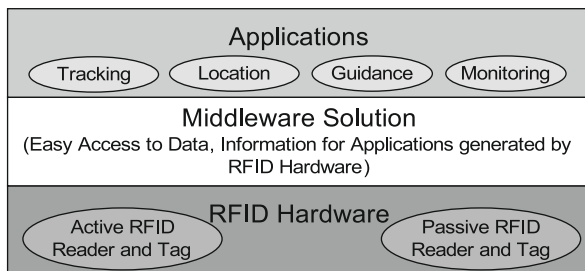 Applications
Tracking Location Guidance Monitoring
Middleware Solution
(Easy Access to Data, Information for Applications generated by
RFID Hardware)
RFID Hardware
Active RFID
Reader and Tag
Passive RFID
Reader and Tag